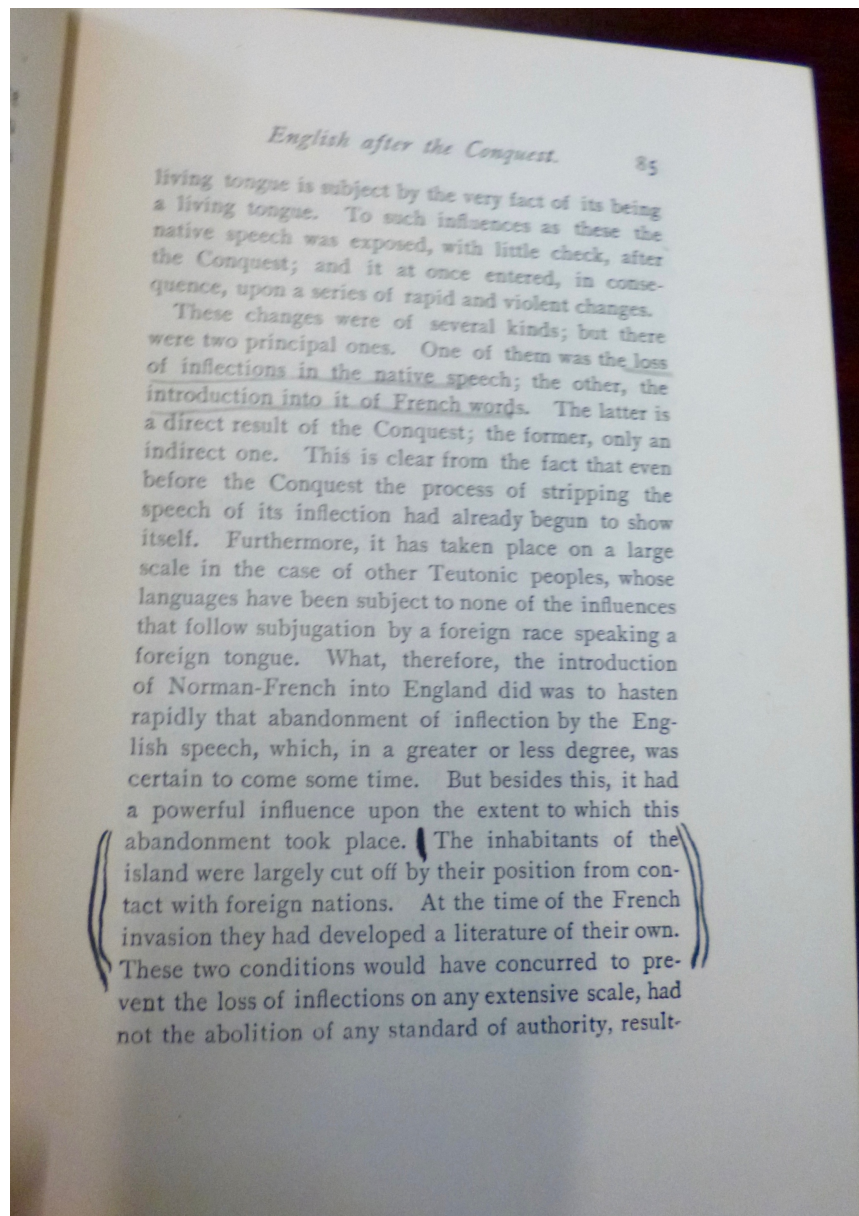 English after the Conquest. 85
living tongue is subject by the very fact of its being
a living tongue. To such influences as these the
native speech was exposed, with little check, after
the Conquest; and it at once entered, in conse-
quence, upon a series of rapid and violent changes.
These changes were of several kinds; but there
were two principal ones. One of them was the loss
of inflections in the native speech; the other, the
introduction into it of French words. The latter is
a direct result of the Conquest; the former, only an
indirect one. This is clear from the fact that even
before the Conquest the process of stripping the
speech of its inflection had already begun to show
itself. Furthermore, it has taken place on a large
scale in the case of other Teutonic peoples, whose
languages have been subject to none of the influences
that follow subjugation by a foreign race speaking a
foreign tongue. What, therefore, the introduction
of Norman-French into England did was to hasten
rapidly that abandonment of inflection by the Eng-
lish speech, which, in a greater or less degree, was
certain to come some time. But besides this, it had
a powerful influence upon the extent to which this
abandonment took place. The inhabitants of the
island were largely cut off by their position from con-
tact with foreign nations. At the time of the French
invasion they had developed a literature of their own.
These two conditions would have concurred to pre-
vent the loss of inflections on any extensive scale, had
not the abolition of any standard of authority, result-